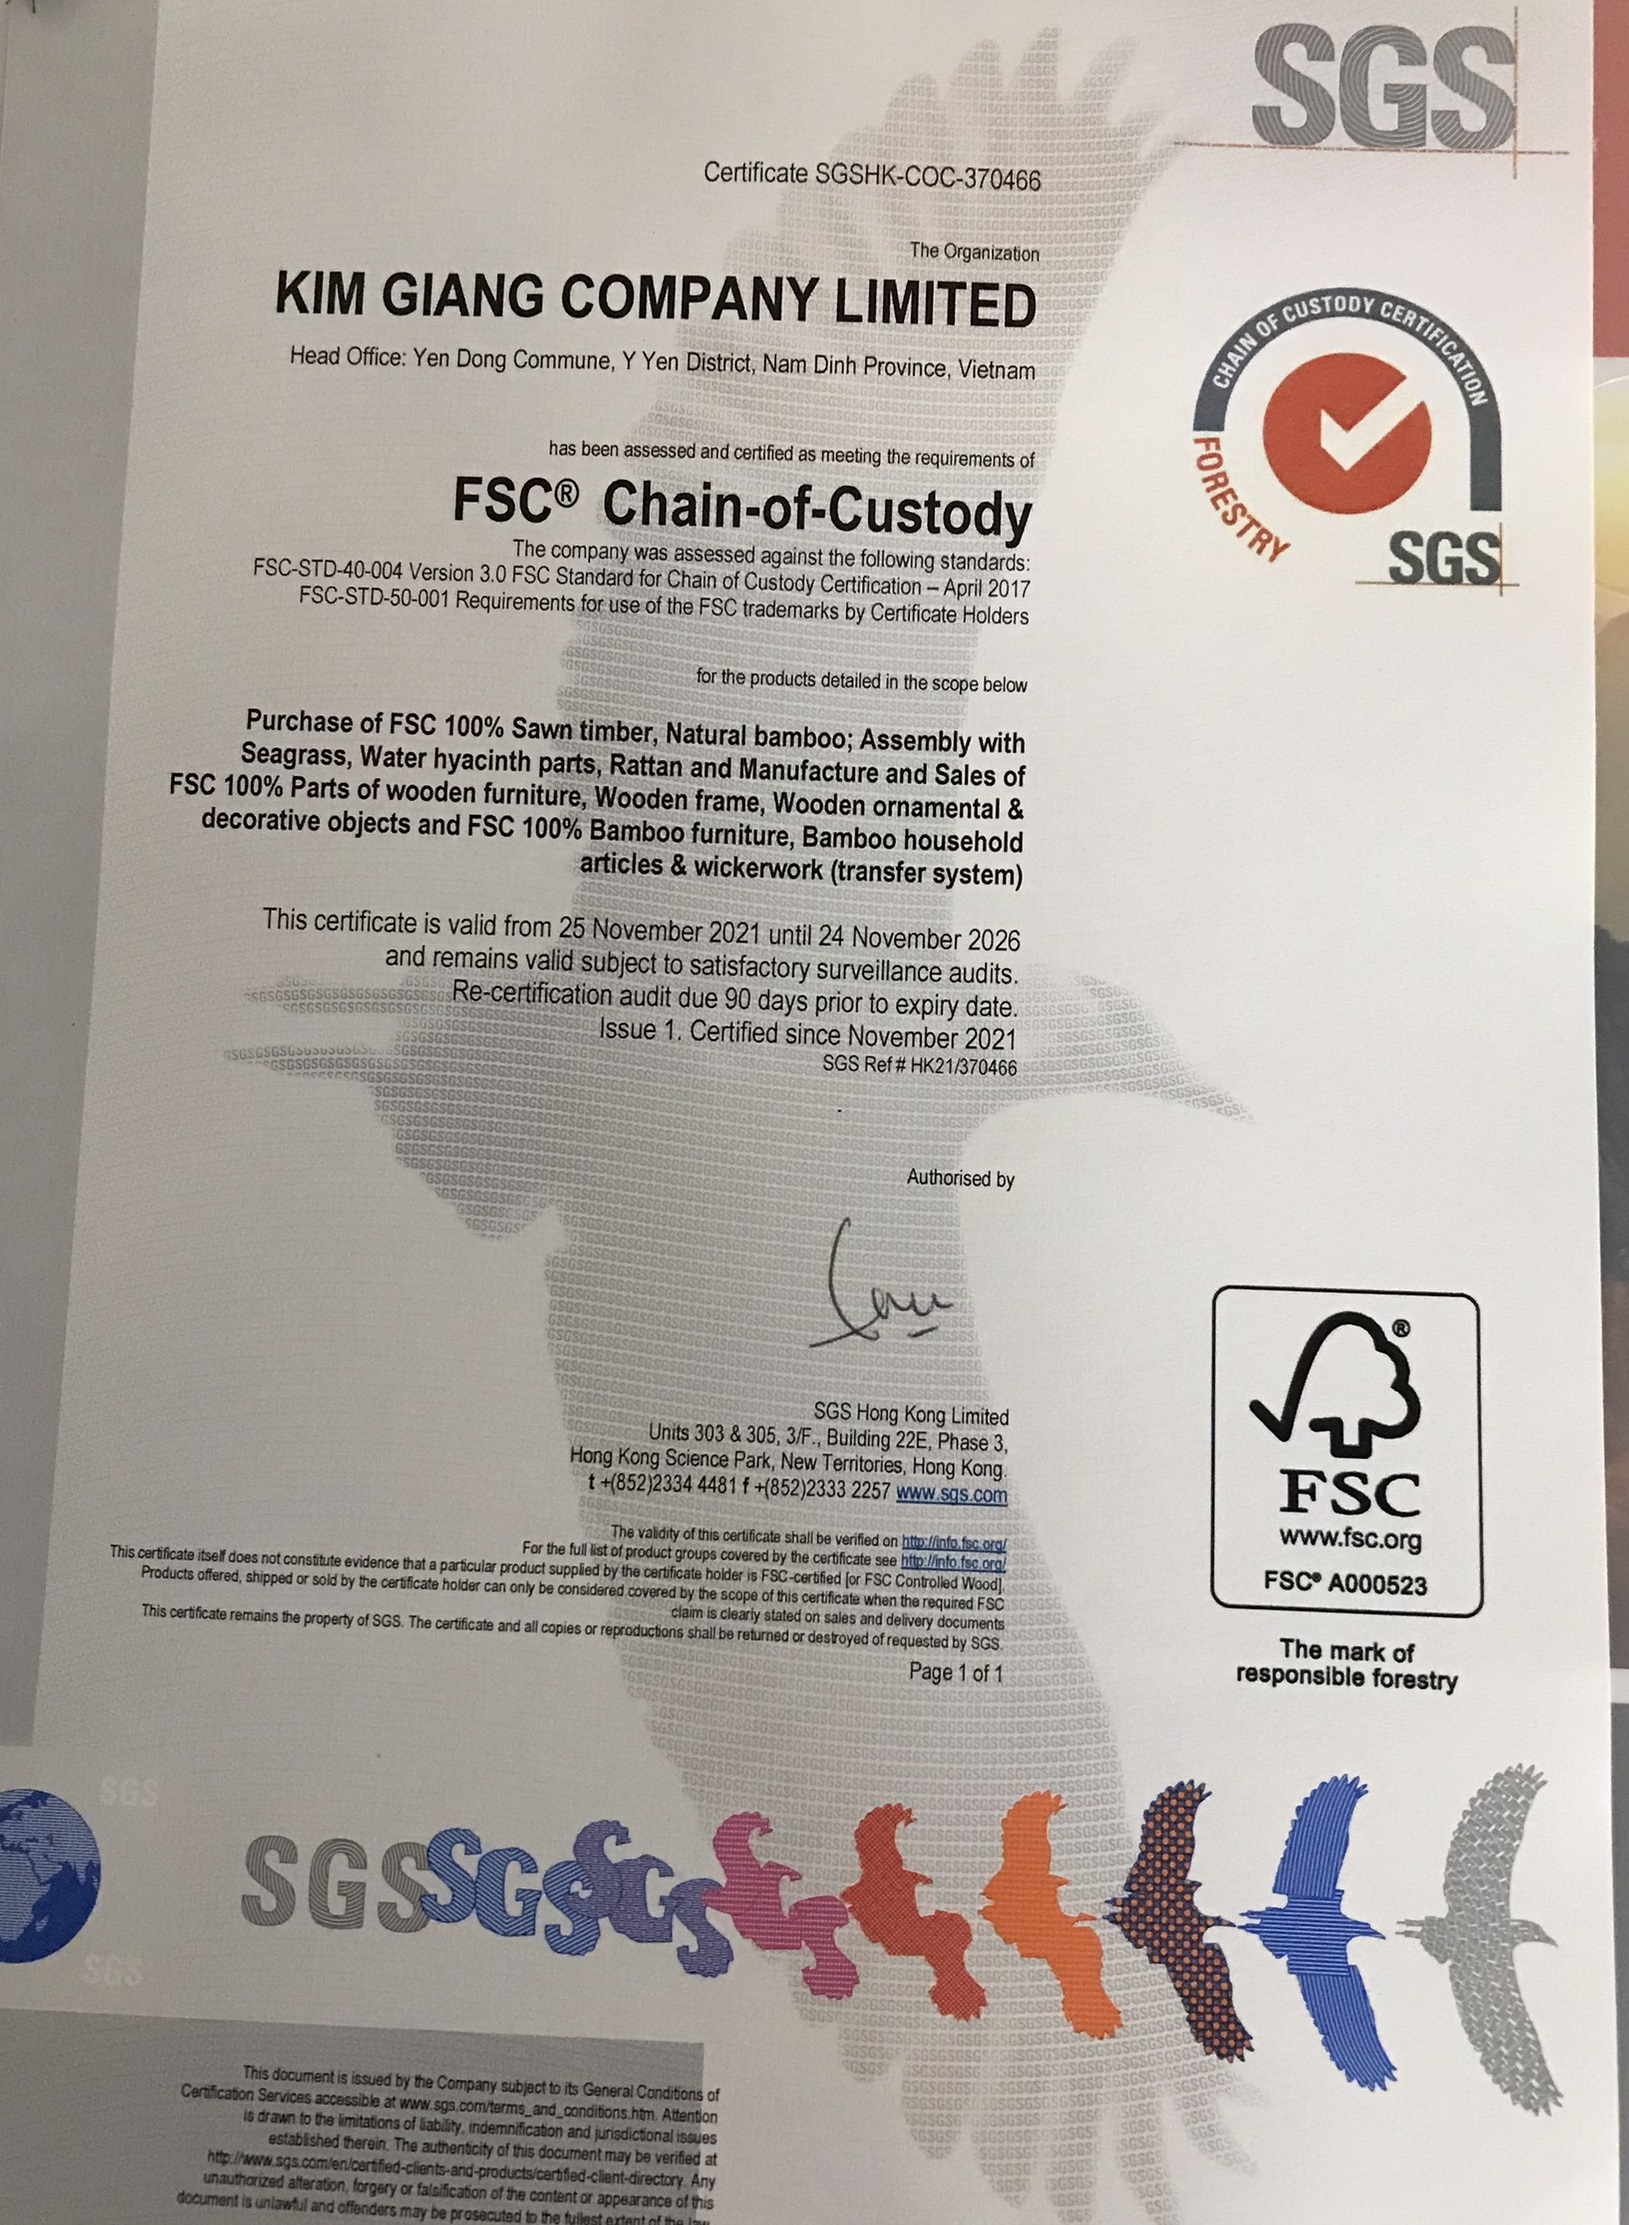 SGS
Certificate SGSHK-COC-370466
The Organization
KIM GIANG COMPANY LIMITED
Head Office: Yen Dong Commune, Y Yen District, Nam Dinh Province, Vietnam
CHAIN OF CUSTODY CERTIFICATION
FORESTRY
SGS
has been assessed and certified as meeting the requirements of
FSC® Chain-of-Custody
The company was assessed against the following standards:
FSC-STD-40-004 Version 3.0 FSC Standard for Chain of Custody Certification – April 2017
FSC-STD-50-001 Requirements for use of the FSC trademarks by Certificate Holders
for the products detailed in the scope below
Purchase of FSC 100% Sawn timber, Natural bamboo; Assembly with
Seagrass, Water hyacinth parts, Rattan and Manufacture and Sales of
FSC 100% Parts of wooden furniture, Wooden frame, Wooden ornamental &
decorative objects and FSC 100% Bamboo furniture, Bamboo household
articles & wickerwork (transfer system)
This certificate is valid from 25 November 2021 until 24 November 2026
and remains valid subject to satisfactory surveillance audits.
Re-certification audit due 90 days prior to expiry date.
Issue 1. Certified since November 2021
SGS Ref # HK21/370466
Authorised by
SGS Hong Kong Limited
Units 303 & 305, 3/F., Building 22E, Phase 3,
Hong Kong Science Park, New Territories, Hong Kong.
t +(852)2334 4481 f +(852)2333 2257 www.sgs.com
The validity of this certificate shall be verified on http://info.fsc.org/
For the full list of product groups covered by the certificate see http://info.fsc.org/
This certificate itself does not constitute evidence that a particular product supplied by the certificate holder is FSC-certified [or FSC Controlled Wood].
Products offered, shipped or sold by the certificate holder can only be considered covered by the scope of this certificate when the required FSC
claim is clearly stated on sales and delivery documents
This certificate remains the property of SGS. The certificate and all copies or reproductions shall be returned or destroyed of requested by SGS.
Page 1 of 1
®
FSC
www.fsc.org
FSC® A000523
The mark of
responsible forestry
SGS
SGS
SGS SGS SGS
This document is issued by the Company subject to its General Conditions of
Certification Services accessible at www.sgs.com/terms_and_conditions.htm. Attention
is drawn to the limitations of liability, indemnification and jurisdictional issues
established therein. The authenticity of this document may be verified at
http://www.sgs.com/en/certified-clients-and-products/certified-client-directory. Any
unauthorized alteration, forgery or falsification of the content or appearance of this
document is unlawful and offenders may be prosecuted to the fullest extent of the law.